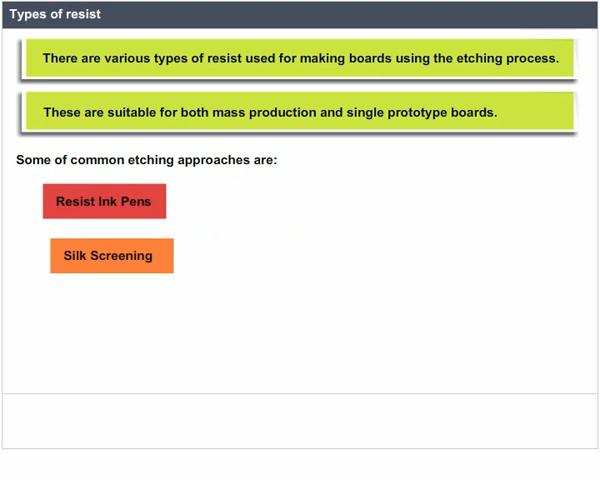 Types of resist
There are various types of resist used for making boards using the etching process.
These are suitable for both mass production and single prototype boards.
Some of common etching approaches are:
Resist Ink Pens
Silk Screening